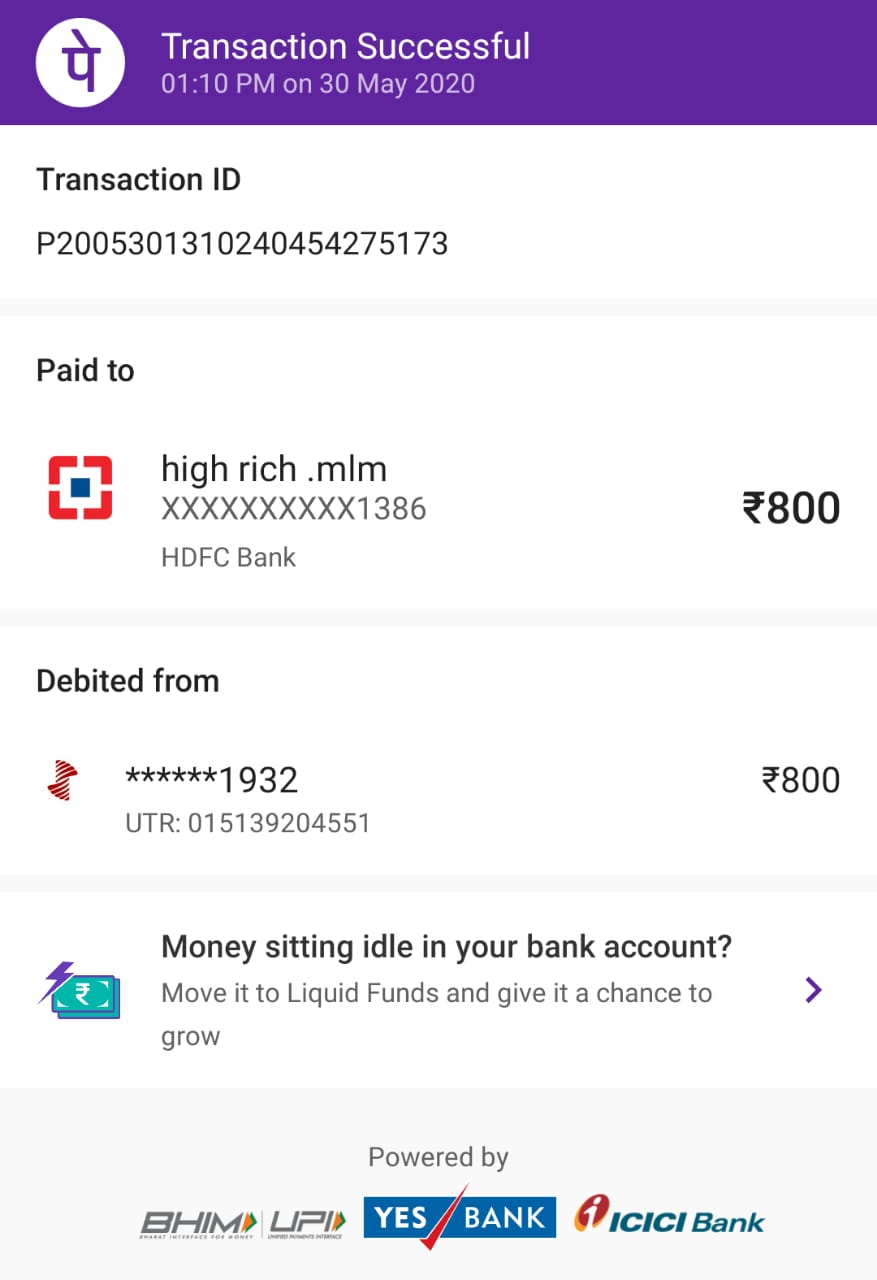 पे
Transaction Successful
01:10 PM on 30 May 2020
Transaction ID
P2005301310240454275173
Paid to
high rich .mlm
XXXXXXXXXX1386
₹800
HDFC Bank
Debited from
******1932
₹800
UTR: 015139204551
Money sitting idle in your bank account?
₹
Move it to Liquid Funds and give it a chance to
grow
Powered by
BHIM UPI YES BANK ICICI Bank
BHARAT INTERFACE FOR MONEY UNIFIED PAYMENTS INTERFACE